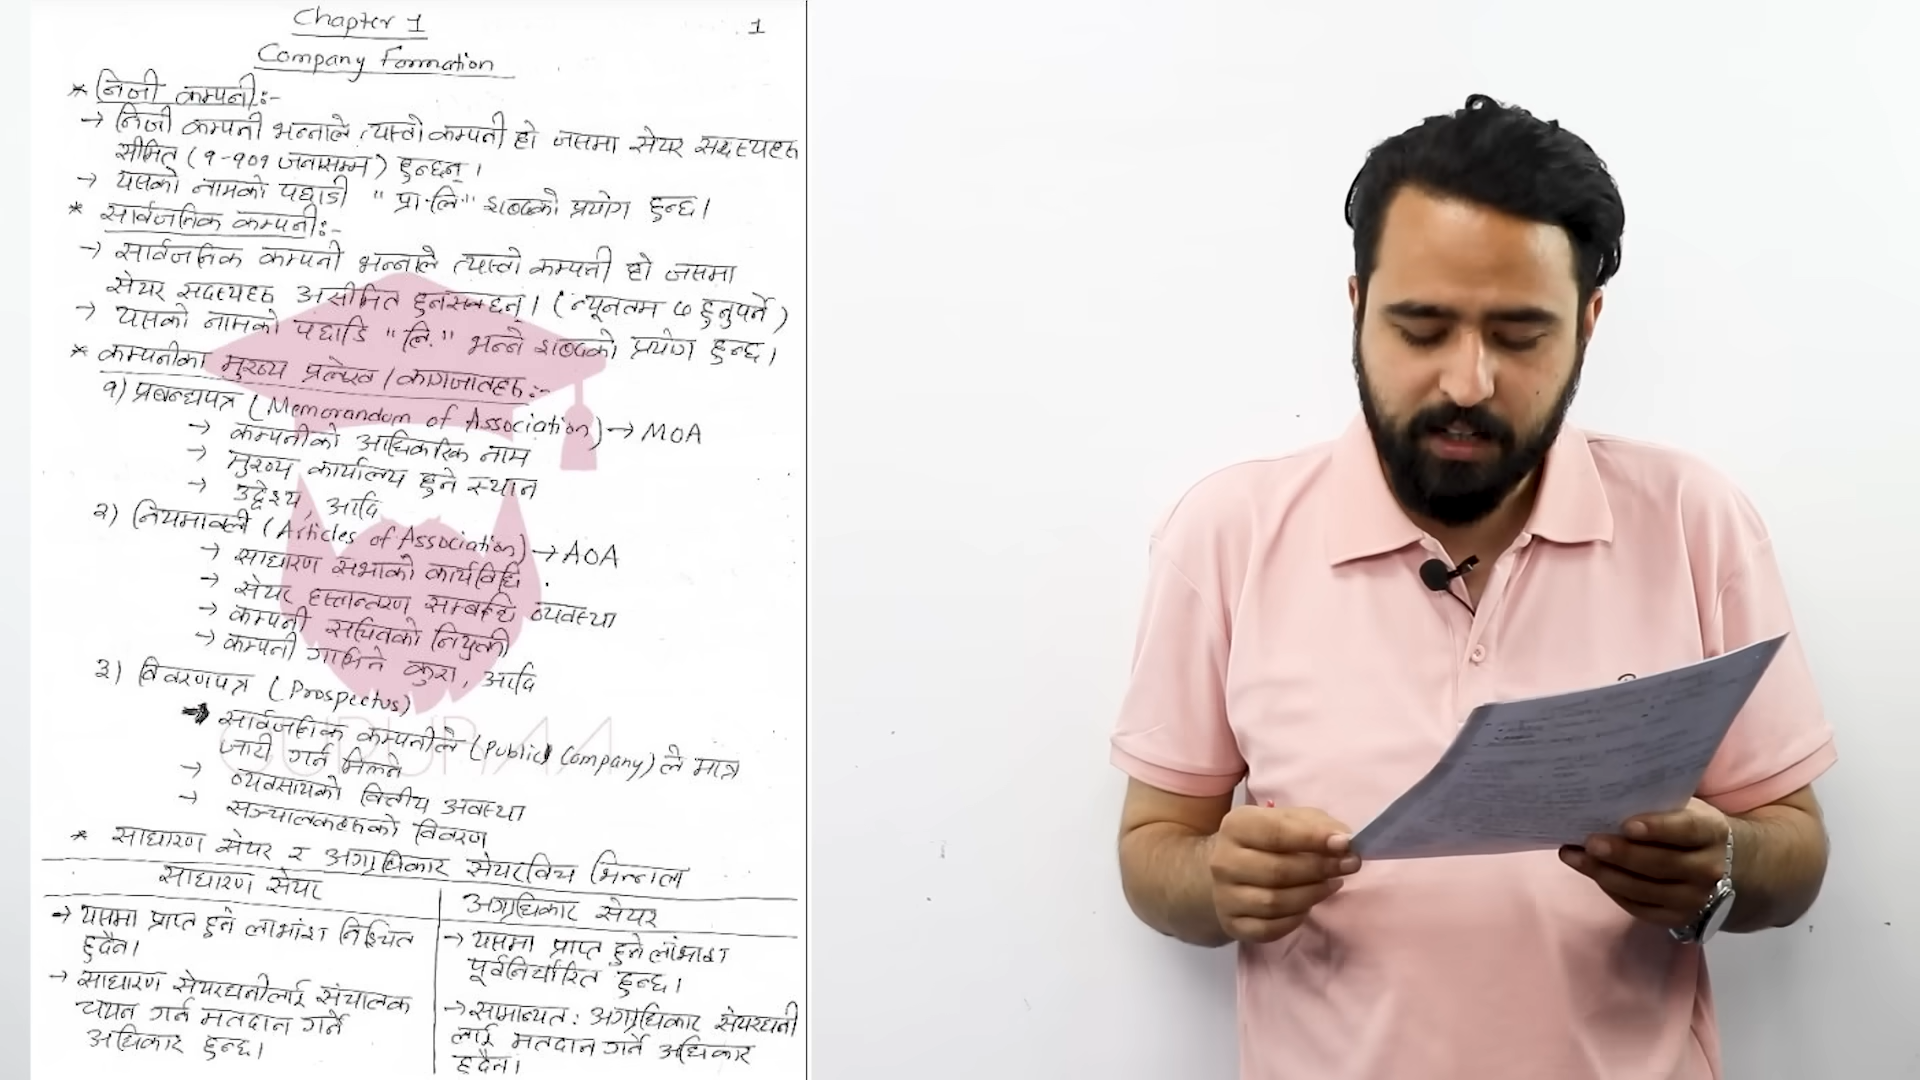 Chapter 1
1
Company Formation
* निजी कम्पनी:-
→ निजी कम्पनी भन्नाले त्यस्तो कम्पनी हो जसमा सेयर सदस्यहरु
सीमित (१-१०१ जनासम्म) हुन्छन् ।
→ यसको नामको पछाडी "प्रा.लि." शब्दको प्रयोग हुन्छ।
* सार्वजनिक कम्पनी:-
→ सार्वजनिक कम्पनी भन्नाले त्यस्तो कम्पनी हो जसमा
सेयर सदस्यहरु असीमित हुनसक्छन् । (न्यूनतम ७ हुनुपर्ने)
→ यसको नामको पछाडि "लि." भन्ने शब्दको प्रयोग हुन्छ।
* कम्पनीका मुख्य प्रलेख / कागजातहरु:-
१) प्रबन्धपत्र (Memorandum of Association) → MOA
→ कम्पनीको आधिकारिक नाम
→ मुख्य कार्यालय हुने स्थान
→ उद्देश्य, आदि
२) नियमावली (Articles of Association) → AOA
→ साधारण सभाको कार्यविधि
→ सेयर हस्तान्तरण सम्बन्धि व्यवस्था
→ कम्पनी सचिवको नियुक्ती
→ कम्पनी गाभिने कुरा, आदि
३) विवरणपत्र (Prospectus)
→ सार्वजनिक कम्पनीले (Public Company) ले मात्र
जारी गर्न मिल्ने
→ व्यवसायको वित्तीय अवस्था
→ सञ्चालकहरुको विवरण
* साधारण सेयर र अग्राधिकार सेयरविच भिन्नता
साधारण सेयर
→ यसमा प्राप्त हुने लाभांश निश्चित
हुदैन।
→ साधारण सेयरधनीलाई संचालक
चयन गर्न मतदान गर्ने
अधिकार हुन्छ।
अग्राधिकार सेयर
→ यसमा प्राप्त हुने लाभांश
पूर्वनिर्धारित हुन्छ।
→ सामान्यत: अग्राधिकार सेयरधनी
लाई मतदान गर्ने अधिकार
हुदैन।